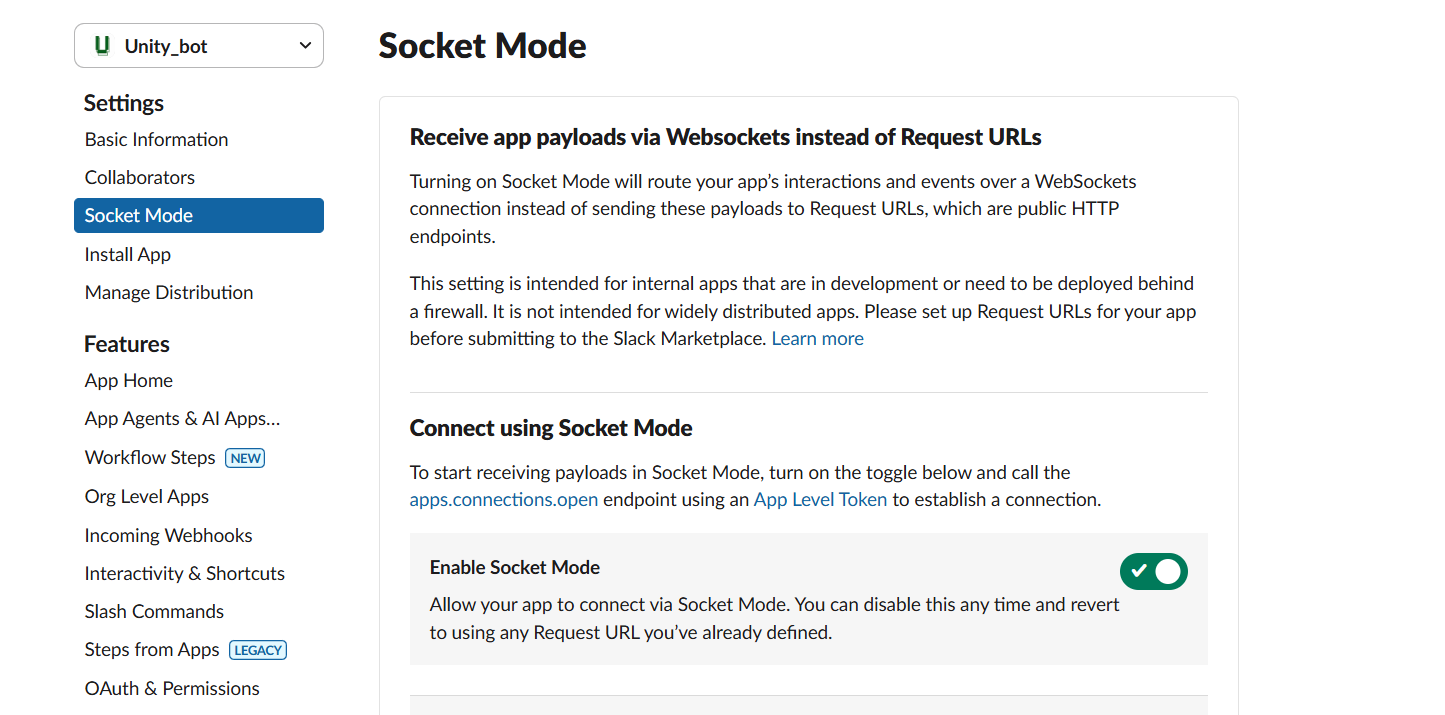 Unity_bot
Settings
Basic Information
Collaborators
Socket Mode
Install App
Manage Distribution
Features
App Home
App Agents & AI Apps...
Workflow Steps NEW
Org Level Apps
Incoming Webhooks
Interactivity & Shortcuts
Slash Commands
Steps from Apps LEGACY
OAuth & Permissions
Socket Mode
Receive app payloads via Websockets instead of Request URLs
Turning on Socket Mode will route your app’s interactions and events over a WebSockets
connection instead of sending these payloads to Request URLs, which are public HTTP
endpoints.
This setting is intended for internal apps that are in development or need to be deployed behind
a firewall. It is not intended for widely distributed apps. Please set up Request URLs for your app
before submitting to the Slack Marketplace. Learn more
Connect using Socket Mode
To start receiving payloads in Socket Mode, turn on the toggle below and call the
apps.connections.open endpoint using an App Level Token to establish a connection.
Enable Socket Mode
Allow your app to connect via Socket Mode. You can disable this any time and revert
to using any Request URL you’ve already defined.